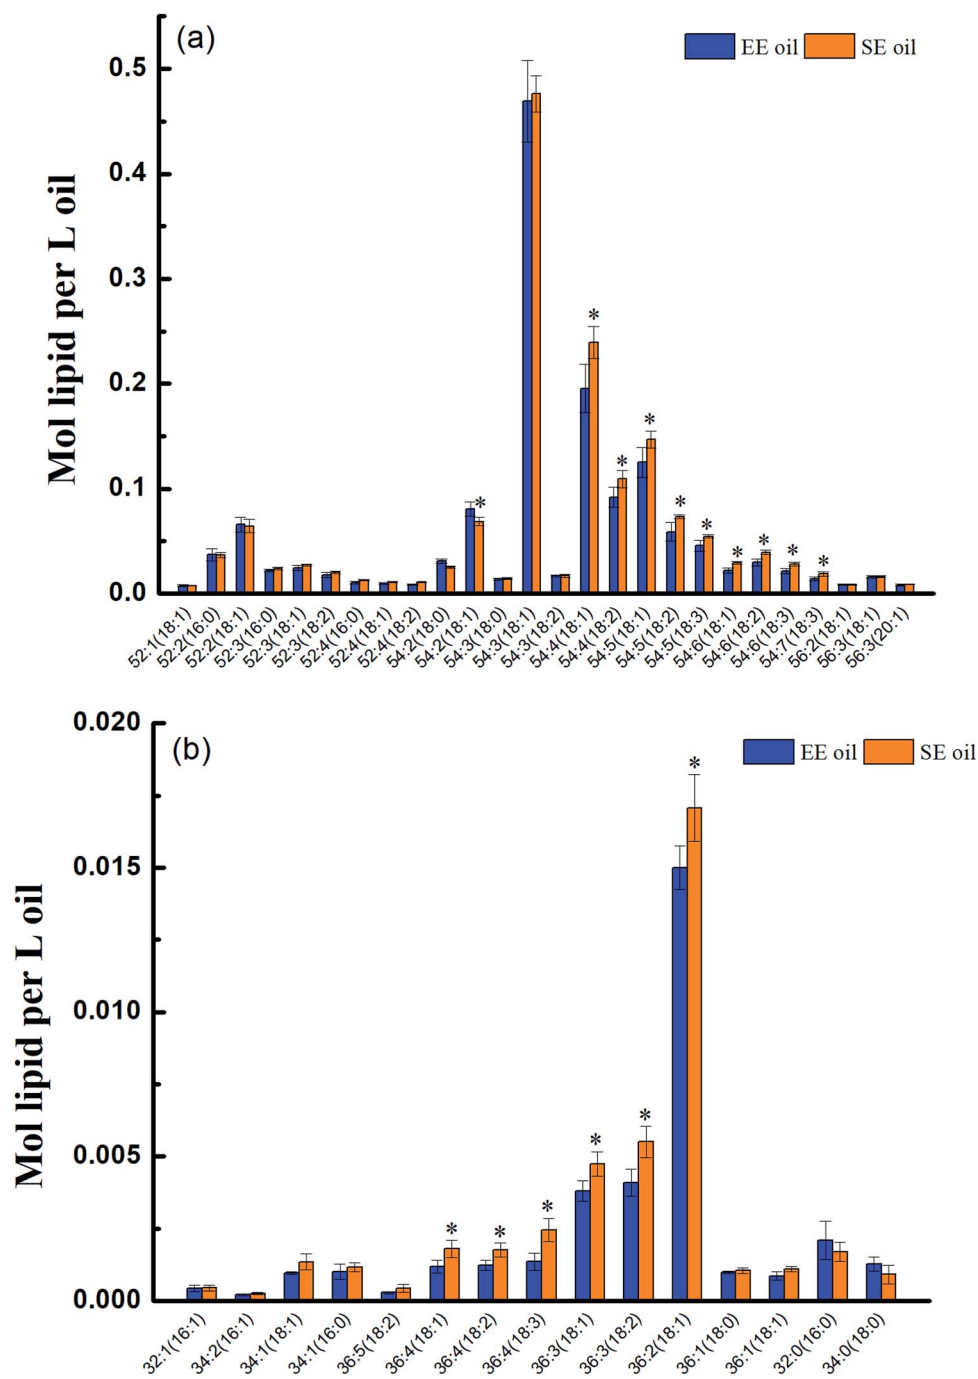 (a)
EE oil SE oil
Mol lipid per L oil
0.5
0.4
0.3
0.2
0.1
0.0
* * * * * * * * * *
52:1(18:1) 52:2(16:0) 52:2(18:1) 52:3(16:0) 52:3(18:1) 52:3(18:2) 52:4(16:0) 52:4(18:1) 52:4(18:2) 54:2(18:0) 54:2(18:1) 54:3(18:0) 54:3(18:1) 54:3(18:2) 54:4(18:1) 54:4(18:2) 54:5(18:1) 54:5(18:2) 54:5(18:3) 54:6(18:1) 54:6(18:2) 54:6(18:3) 54:7(18:3) 56:2(18:1) 56:3(18:1) 56:3(20:1)
(b)
EE oil SE oil
Mol lipid per L oil
0.020
0.015
0.010
0.005
0.000
* * * * * *
32:1(16:1) 34:2(16:1) 34:1(18:1) 34:1(16:0) 36:5(18:2) 36:4(18:1) 36:4(18:2) 36:4(18:3) 36:3(18:1) 36:3(18:2) 36:2(18:1) 36:1(18:0) 36:1(18:1) 32:0(16:0) 34:0(18:0)